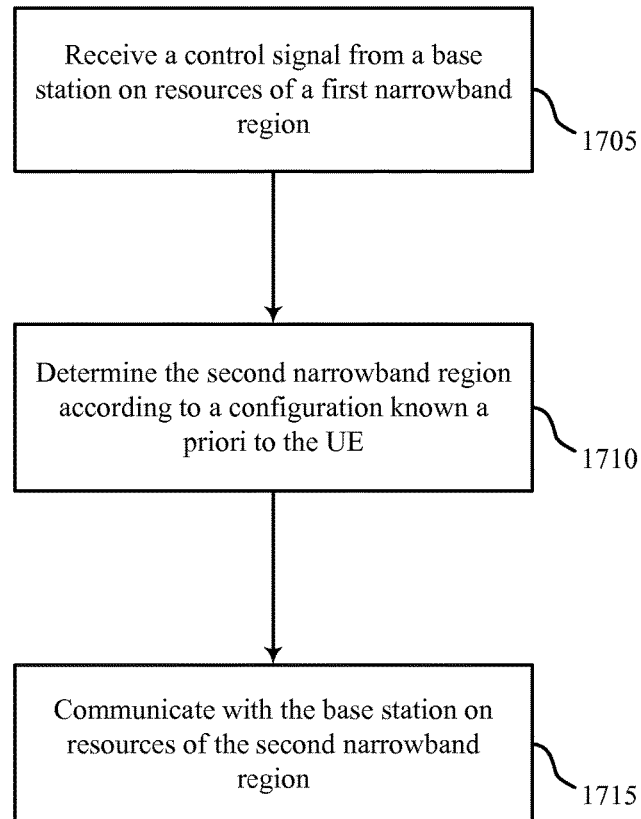 Receive a control signal from a base
station on resources of a first narrowband
region
1705
Determine the second narrowband region
according to a configuration known a
priori to the UE
1710
Communicate with the base station on
resources of the second narrowband
region
1715